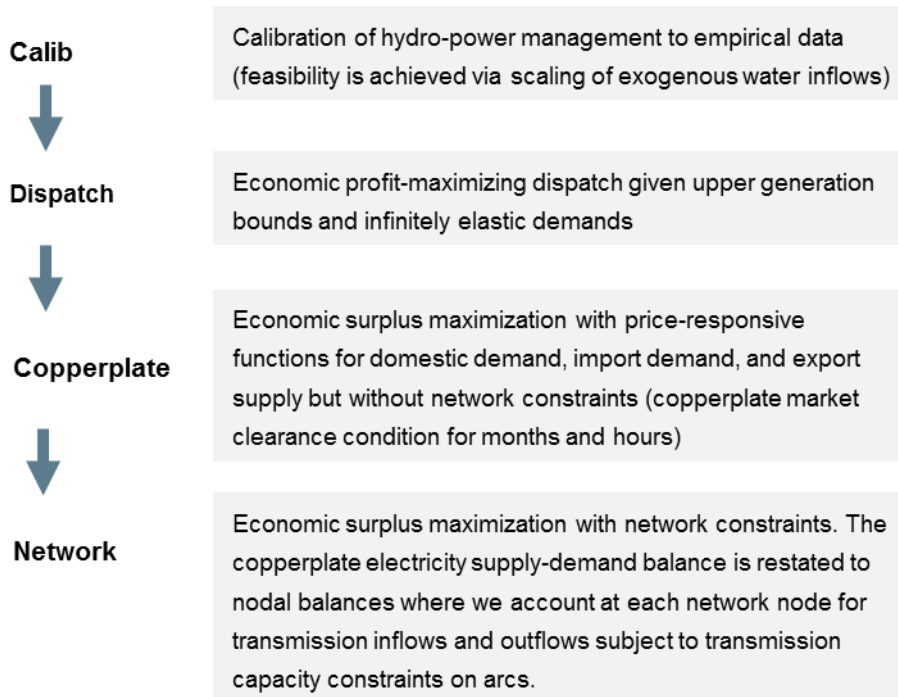 Calib
Calibration of hydro-power management to empirical data
(feasibility is achieved via scaling of exogenous water inflows)
Dispatch
Economic profit-maximizing dispatch given upper generation
bounds and infinitely elastic demands
Copperplate
Economic surplus maximization with price-responsive
functions for domestic demand, import demand, and export
supply but without network constraints (copperplate market
clearance condition for months and hours)
Network
Economic surplus maximization with network constraints. The
copperplate electricity supply-demand balance is restated to
nodal balances where we account at each network node for
transmission inflows and outflows subject to transmission
capacity constraints on arcs.